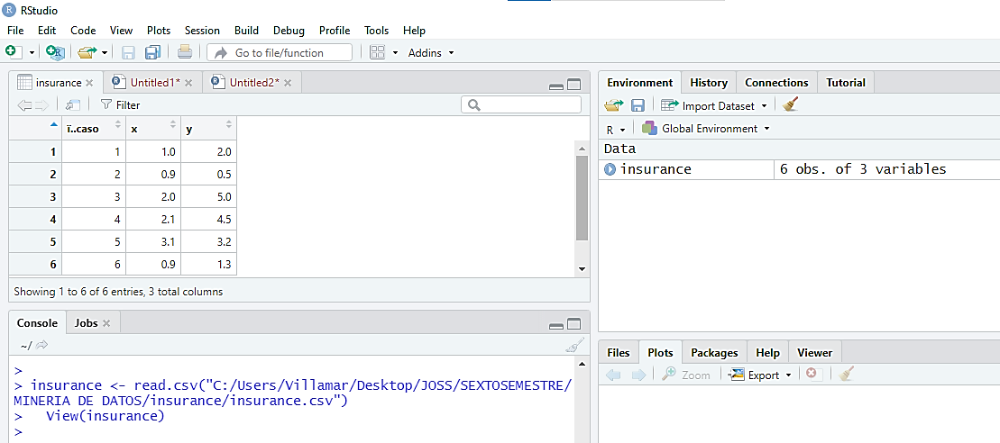 RStudio
File Edit Code View Plots Session Build Debug Profile Tools Help
Go to file/function Addins
insurance Untitled1* Untitled2*
Filter
ï..caso x y
1 1 1.0 2.0
2 2 0.9 0.5
3 3 2.0 5.0
4 4 2.1 4.5
5 5 3.1 3.2
6 6 0.9 1.3
Showing 1 to 6 of 6 entries, 3 total columns
Console Jobs
~/
>
> insurance <- read.csv("C:/Users/Villamar/Desktop/JOSS/SEXTOSEMESTRE/
MINERIA DE DATOS/insurance/insurance.csv")
>   View(insurance)
>
Environment History Connections Tutorial
Import Dataset
R Global Environment
Data
insurance 6 obs. of 3 variables
Files Plots Packages Help Viewer
Zoom Export